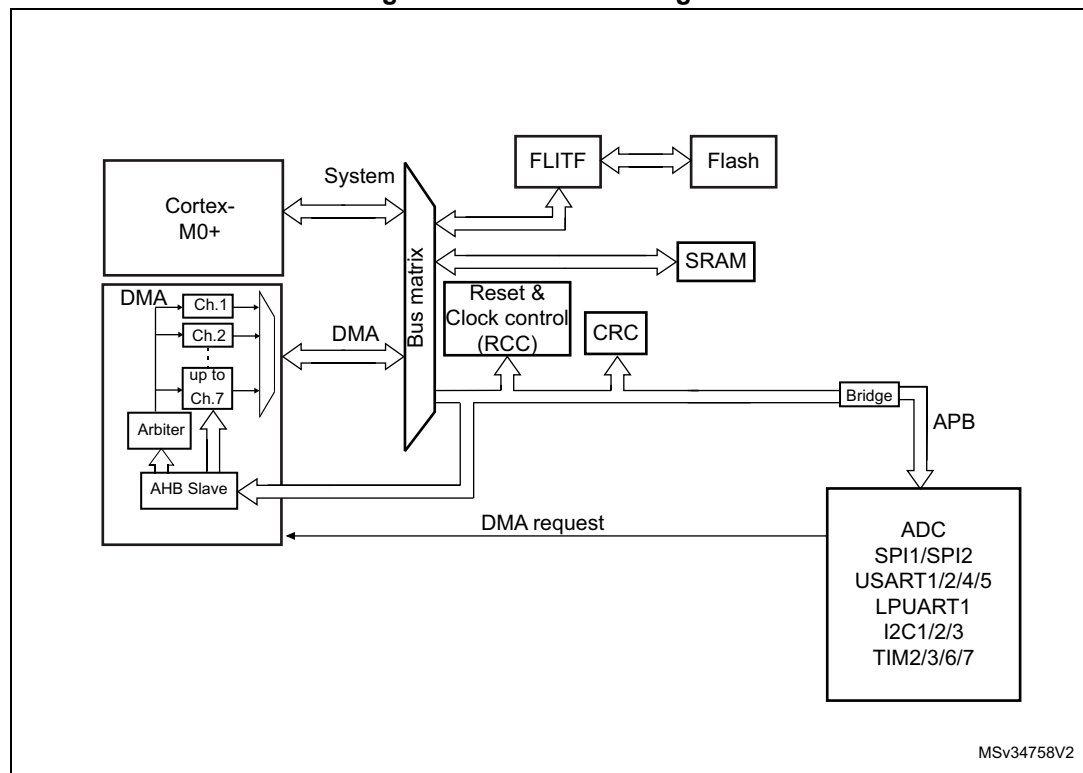 System
FLITF
Flash
Cortex-
M0+
Bus matrix
SRAM
DMA
Ch.1
Ch.2
up to
Ch.7
Arbiter
AHB Slave
DMA
Reset &
Clock control
(RCC)
CRC
Bridge
APB
DMA request
ADC
SPI1/SPI2
USART1/2/4/5
LPUART1
I2C1/2/3
TIM2/3/6/7
MSv34758V2